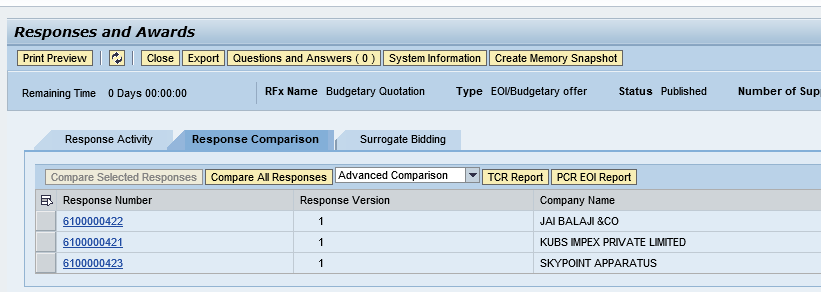 Responses and Awards
Print Preview Close Export Questions and Answers ( 0 ) System Information Create Memory Snapshot
Remaining Time 0 Days 00:00:00 RFx Name Budgetary Quotation Type EOI/Budgetary offer Status Published Number of Sup
Response Activity Response Comparison Surrogate Bidding
Compare Selected Responses Compare All Responses Advanced Comparison TCR Report PCR EOI Report
Response Number Response Version Company Name
6100000422 1 JAI BALAJI &CO
6100000421 1 KUBS IMPEX PRIVATE LIMITED
6100000423 1 SKYPOINT APPARATUS